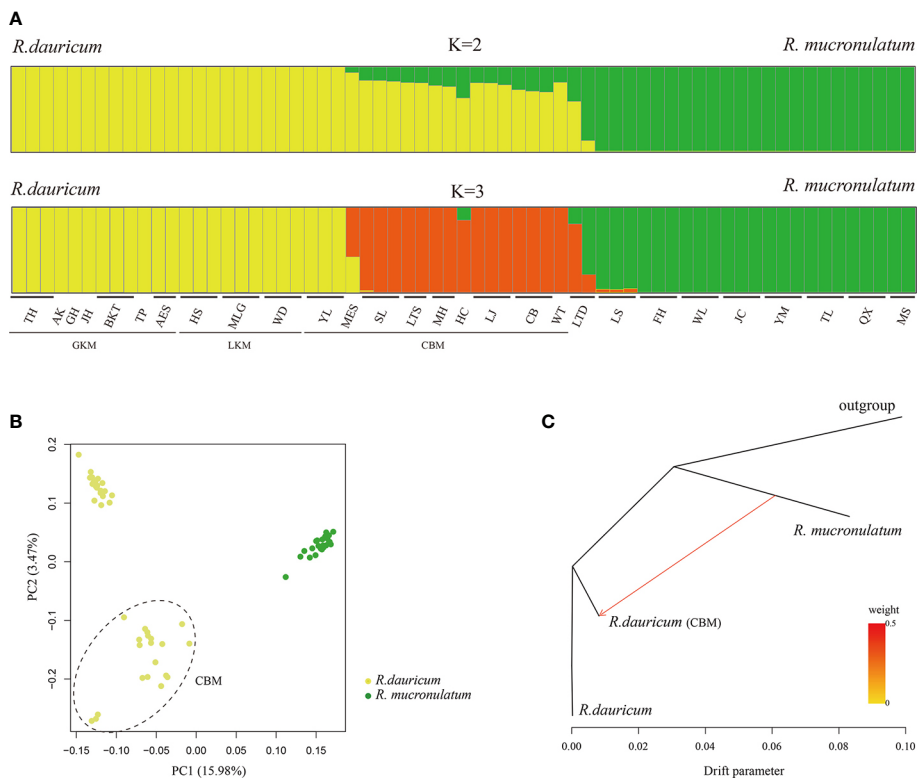 A
R.dauricum K=2 R. mucronulatum
R.dauricum K=3 R. mucronulatum
TH AK GH JH BKT TP AES HS MLG WD YL MES SL LTS MH HC LJ CB WT LTD LS FH WL JC YM TL QX MS
GKM LKM CBM
B
0.2
0.1
0.0
−0.1
−0.2
PC2 (3.47%)
CBM
R.dauricum
R. mucronulatum
−0.15 −0.10 −0.05 0.00 0.05 0.10 0.15
PC1 (15.98%)
C
outgroup
R. mucronulatum
R.dauricum (CBM)
R.dauricum
weight
0.5
0
0.00 0.02 0.04 0.06 0.08 0.10
Drift parameter